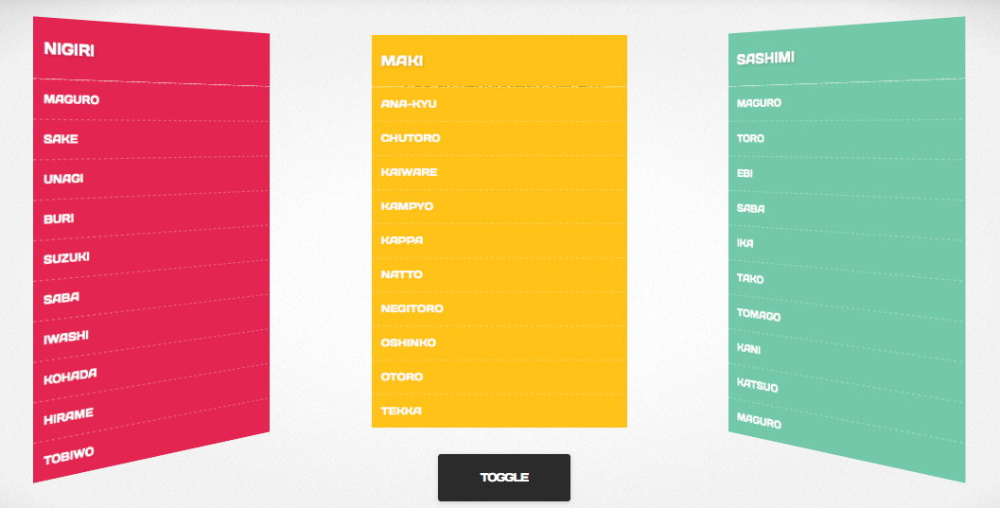 NIGIRI
MAGURO
SAKE
UNAGI
BURI
SUZUKI
SABA
IWASHI
KOHADA
HIRAME
TOBIWO
MAKI
ANA-KYU
CHUTORO
KAIWARE
KAMPYO
KAPPA
NATTO
NEGITORO
OSHINKO
OTORO
TEKKA
SASHIMI
MAGURO
TORO
EBI
SABA
IKA
TAKO
TOMAGO
KANI
KATSUO
MAGURO
TOGGLE